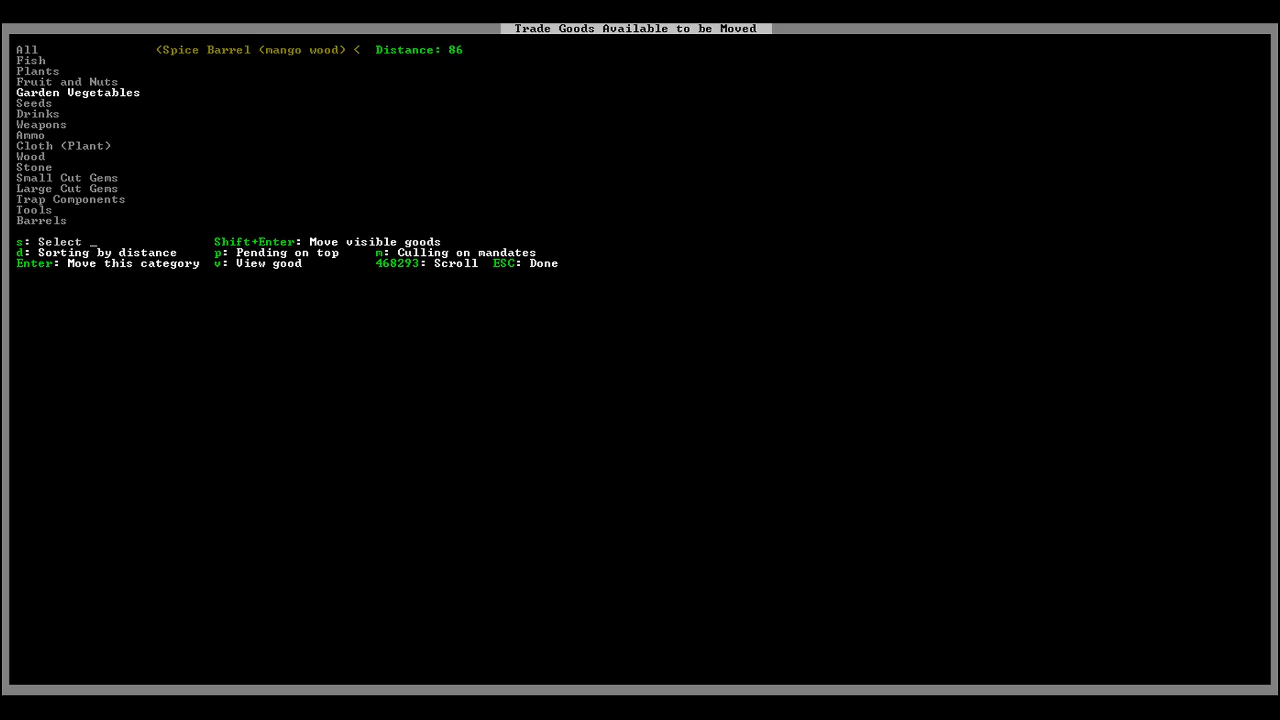 Trade Goods Available to be Moved
All (Spice Barrel (mango wood) < Distance: 86
Fish
Plants
Fruit and Nuts
Garden Vegetables
Seeds
Drinks
Weapons
Ammo
Cloth (Plant)
Wood
Stone
Small Cut Gems
Large Cut Gems
Trap Components
Tools
Barrels
s: Select _ Shift+Enter: Move visible goods
d: Sorting by distance p: Pending on top m: Culling on mandates
Enter: Move this category v: View good 468293: Scroll ESC: Done